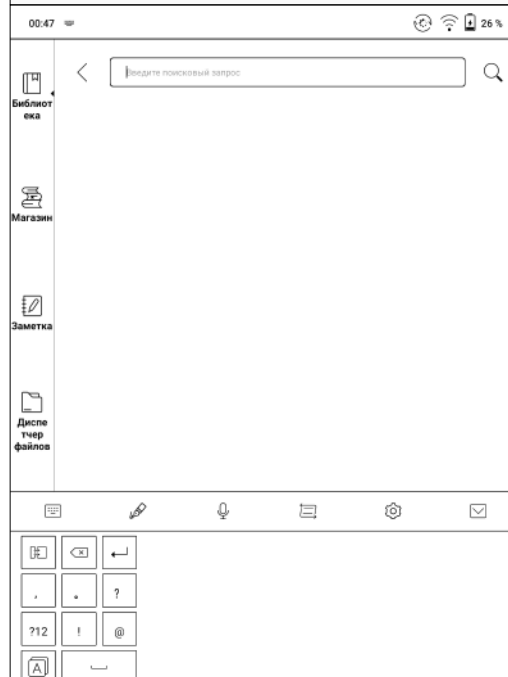 00:47
26 %
Введите поисковый запрос
Библиот
ека
Магазин
Заметка
Диспе
тчер
файлов
, 。 ?
?12 ! @
A